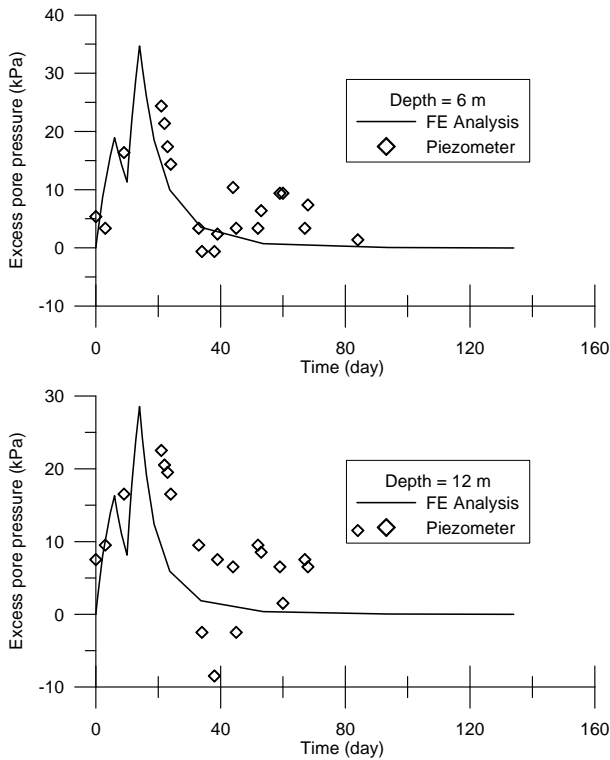 40
30
20
10
0
-10
Excess pore pressure (kPa)
Depth = 6 m
FE Analysis
Piezometer
0 40 80 120 160
Time (day)
30
20
10
0
-10
Excess pore pressure (kPa)
Depth = 12 m
FE Analysis
Piezometer
0 40 80 120 160
Time (day)